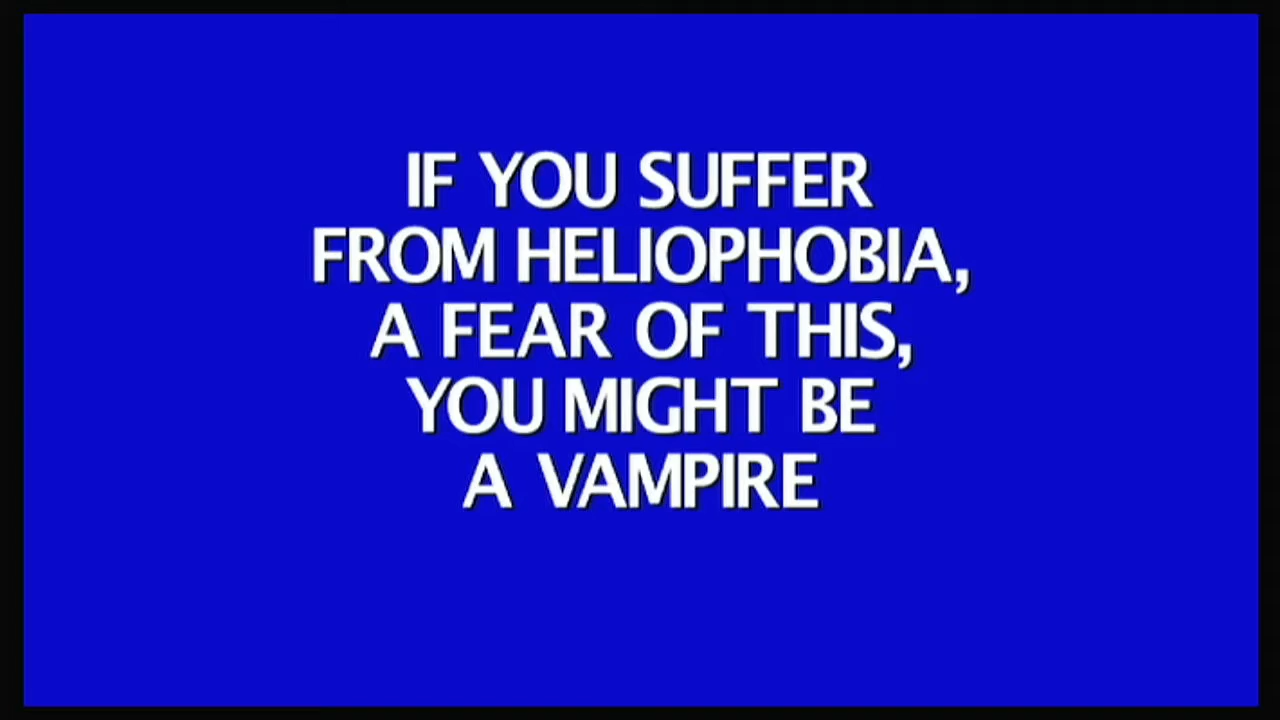 IF YOU SUFFER
FROM HELIOPHOBIA,
A FEAR OF THIS,
YOU MIGHT BE
A VAMPIRE